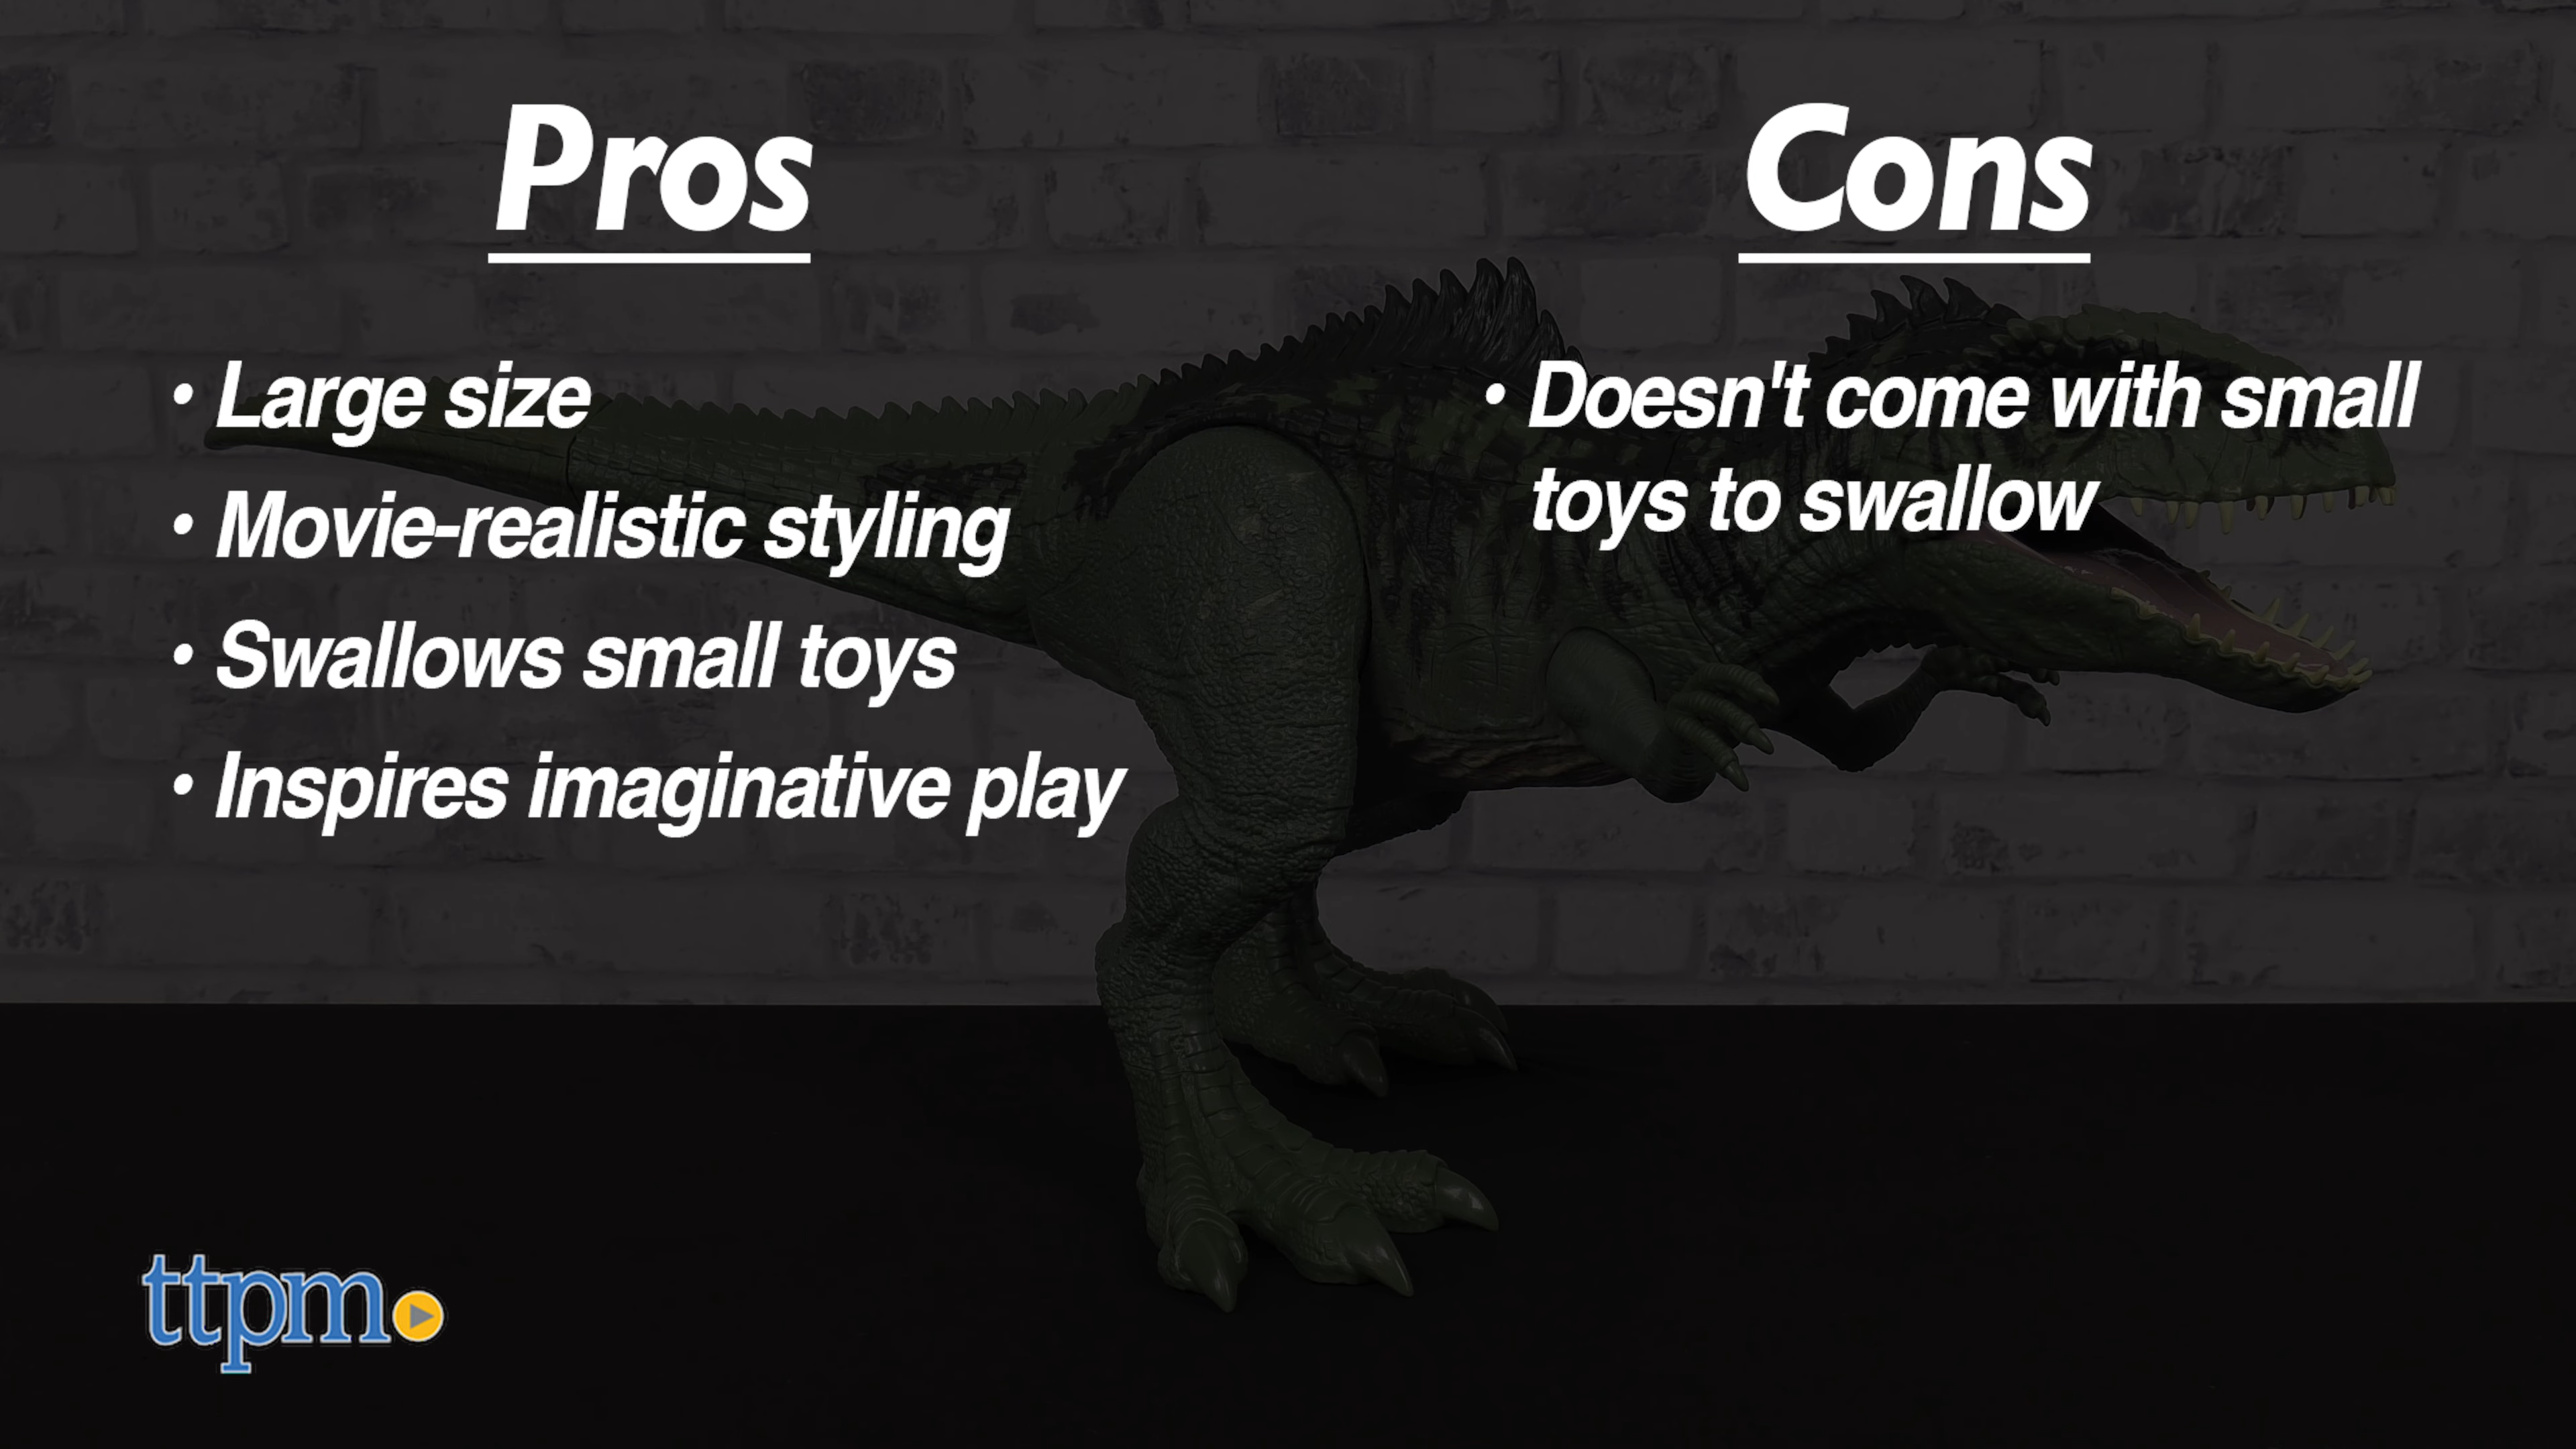 Pros
• Large size
• Movie-realistic styling
• Swallows small toys
• Inspires imaginative play
Cons
• Doesn't come with small
toys to swallow
ttpm